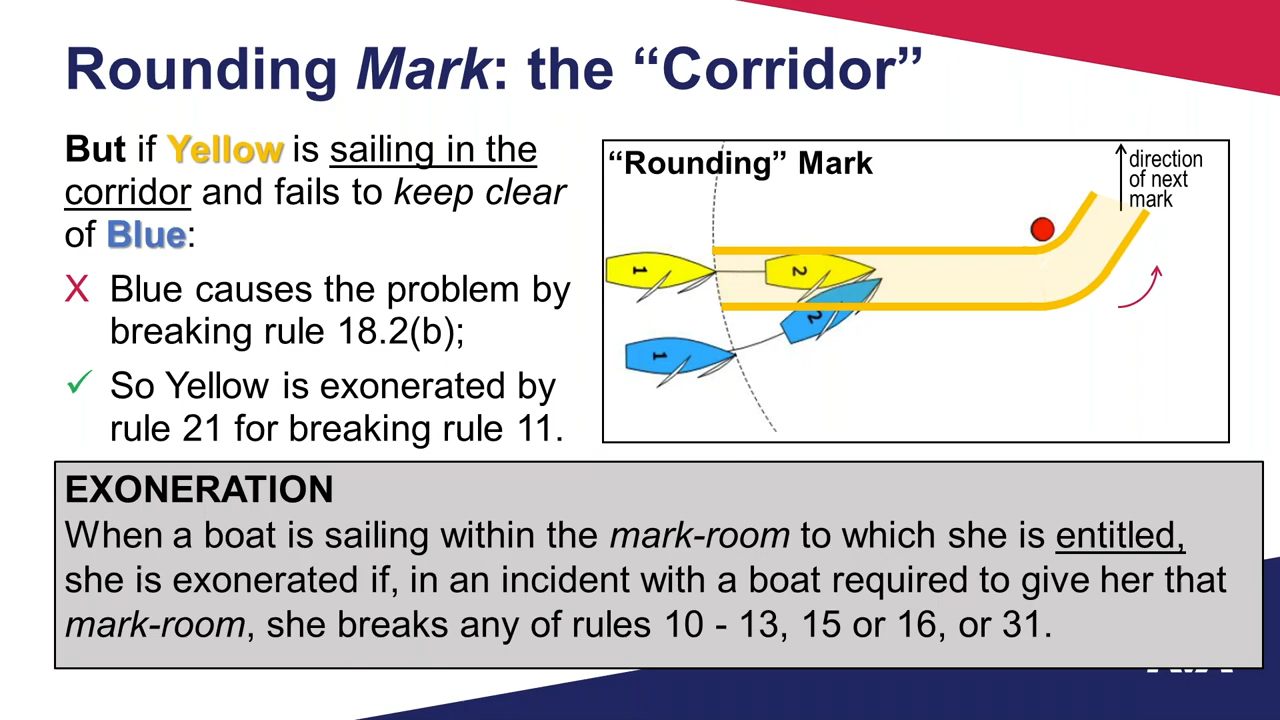 Rounding Mark: the “Corridor”
But if Yellow is sailing in the
corridor and fails to keep clear
of Blue:
X Blue causes the problem by
breaking rule 18.2(b);
✓ So Yellow is exonerated by
rule 21 for breaking rule 11.
“Rounding” Mark
direction
of next
mark
1
2
1
2
EXONERATION
When a boat is sailing within the mark-room to which she is entitled,
she is exonerated if, in an incident with a boat required to give her that
mark-room, she breaks any of rules 10 - 13, 15 or 16, or 31.